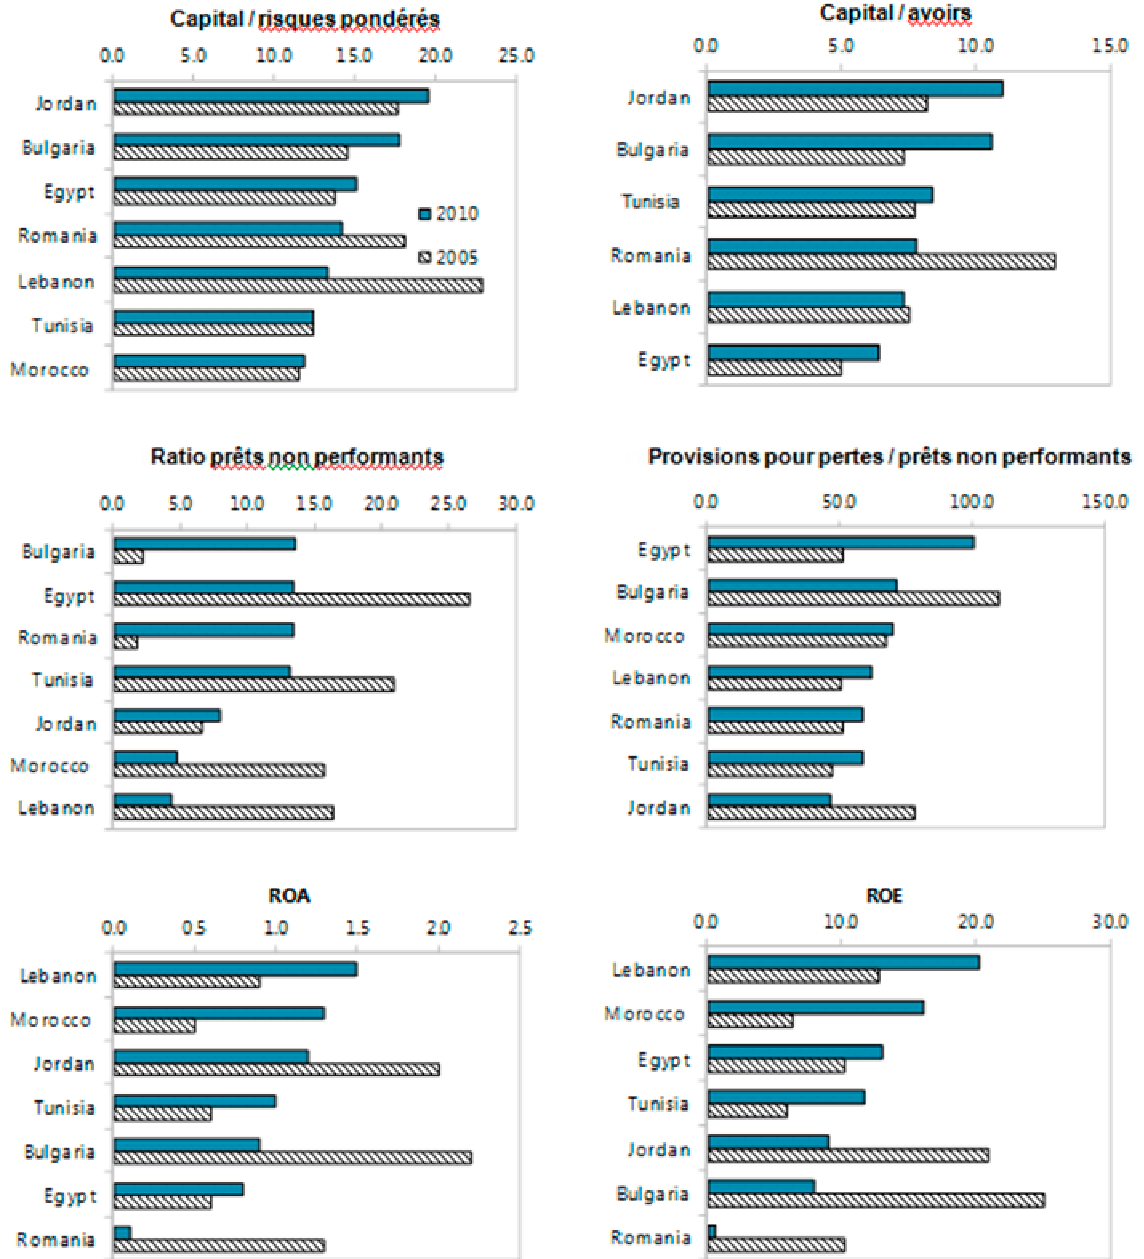 Capital / risques pondérés
0.0 5.0 10.0 15.0 20.0 25.0
Jordan
Bulgaria
Egypt
Romania
Lebanon
Tunisia
Morocco
2010
2005
Capital / avoirs
0.0 5.0 10.0 15.0
Jordan
Bulgaria
Tunisia
Romania
Lebanon
Egypt
Ratio prêts non performants
0.0 5.0 10.0 15.0 20.0 25.0 30.0
Bulgaria
Egypt
Romania
Tunisia
Jordan
Morocco
Lebanon
Provisions pour pertes / prêts non performants
0.0 50.0 100.0 150.0
Egypt
Bulgaria
Morocco
Lebanon
Romania
Tunisia
Jordan
ROA
0.0 0.5 1.0 1.5 2.0 2.5
Lebanon
Morocco
Jordan
Tunisia
Bulgaria
Egypt
Romania
ROE
0.0 10.0 20.0 30.0
Lebanon
Morocco
Egypt
Tunisia
Jordan
Bulgaria
Romania